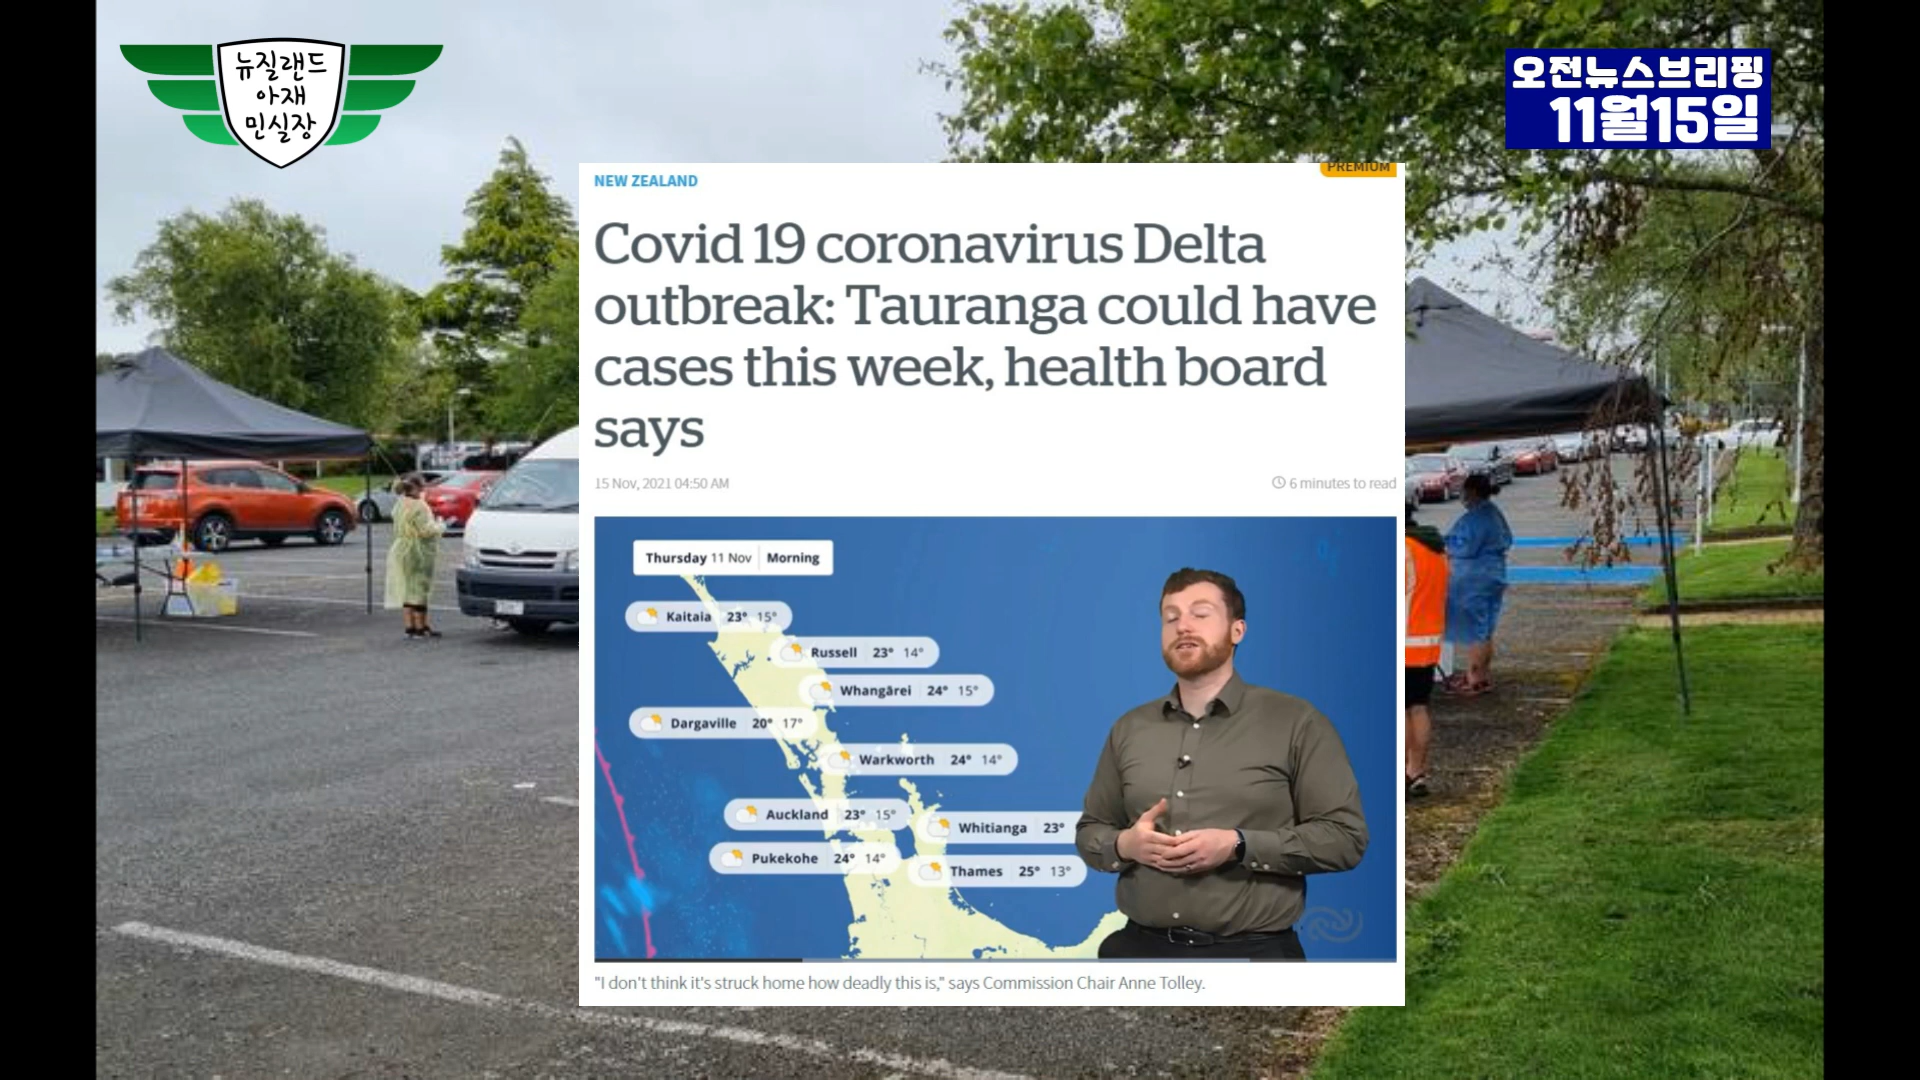 뉴질랜드
아재
민실장
오전뉴스브리핑
11월15일
PREMIUM
NEW ZEALAND
Covid 19 coronavirus Delta
outbreak: Tauranga could have
cases this week, health board
says
15 Nov, 2021 04:50 AM
6 minutes to read
Thursday 11 Nov Morning
Kaitaia 23° 15°
Russell 23° 14°
Whangārei 24° 15°
Dargaville 20° 17°
Warkworth 24° 14°
Auckland 23° 15°
Whitianga 23°
Pukekohe 24° 14°
Thames 25° 13°
"I don't think it's struck home how deadly this is," says Commission Chair Anne Tolley.